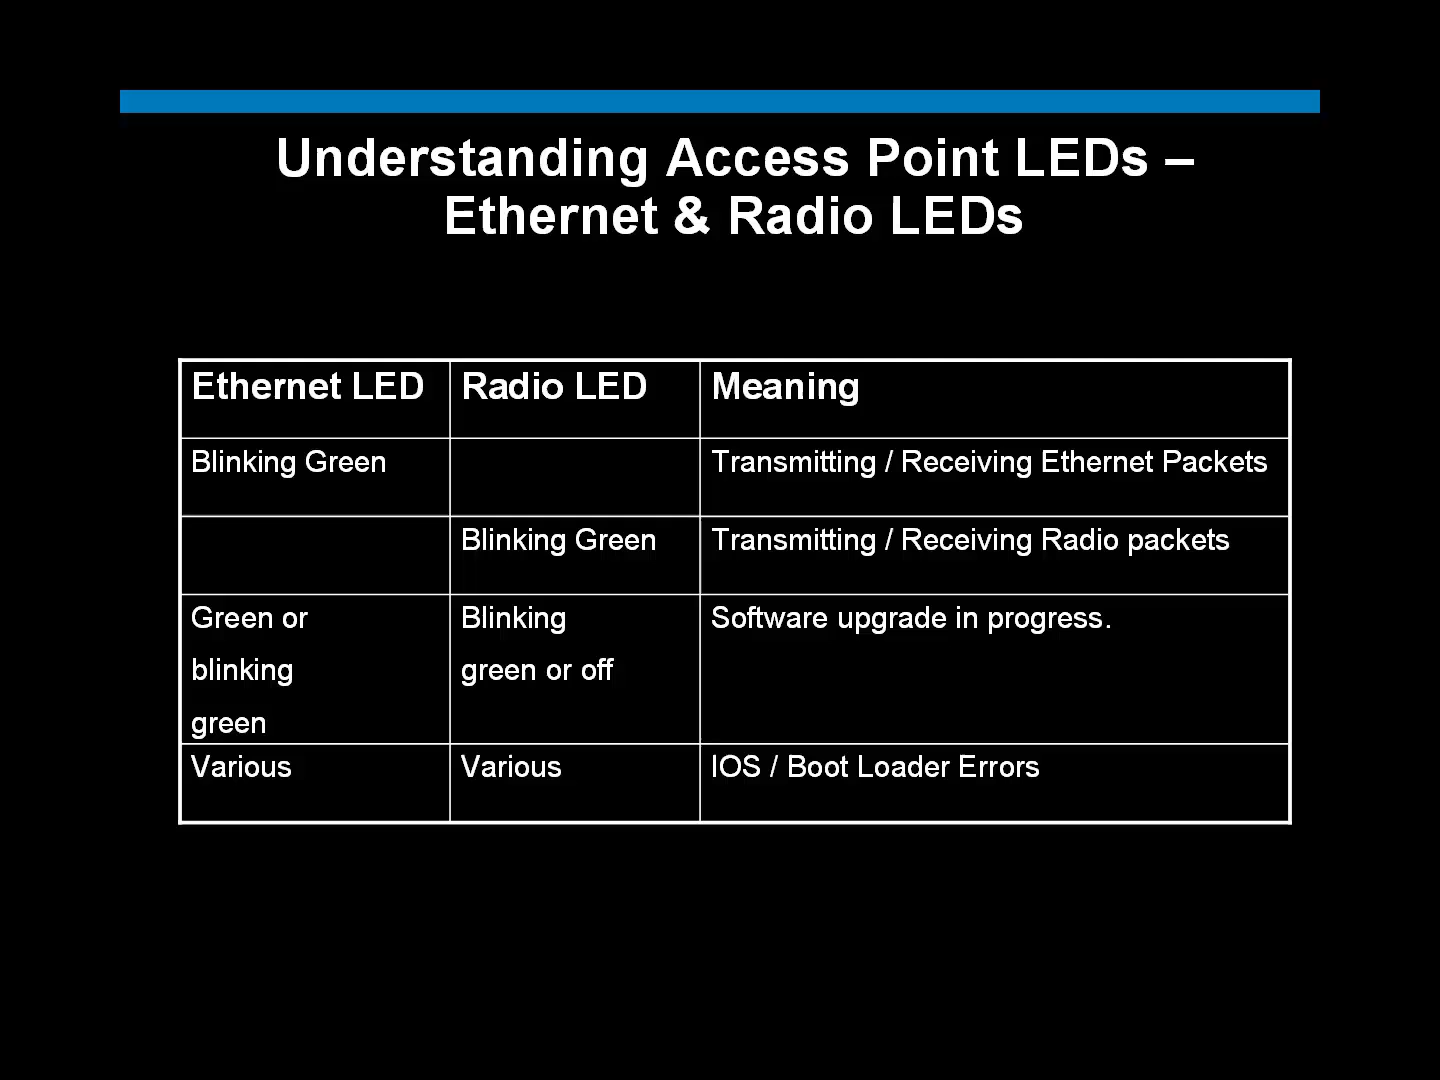 Understanding Access Point LEDs –
Ethernet & Radio LEDs
Ethernet LED Radio LED Meaning
Blinking Green Transmitting / Receiving Ethernet Packets
Blinking Green Transmitting / Receiving Radio packets
Green or
blinking
green
Blinking
green or off
Software upgrade in progress.
Various Various IOS / Boot Loader Errors